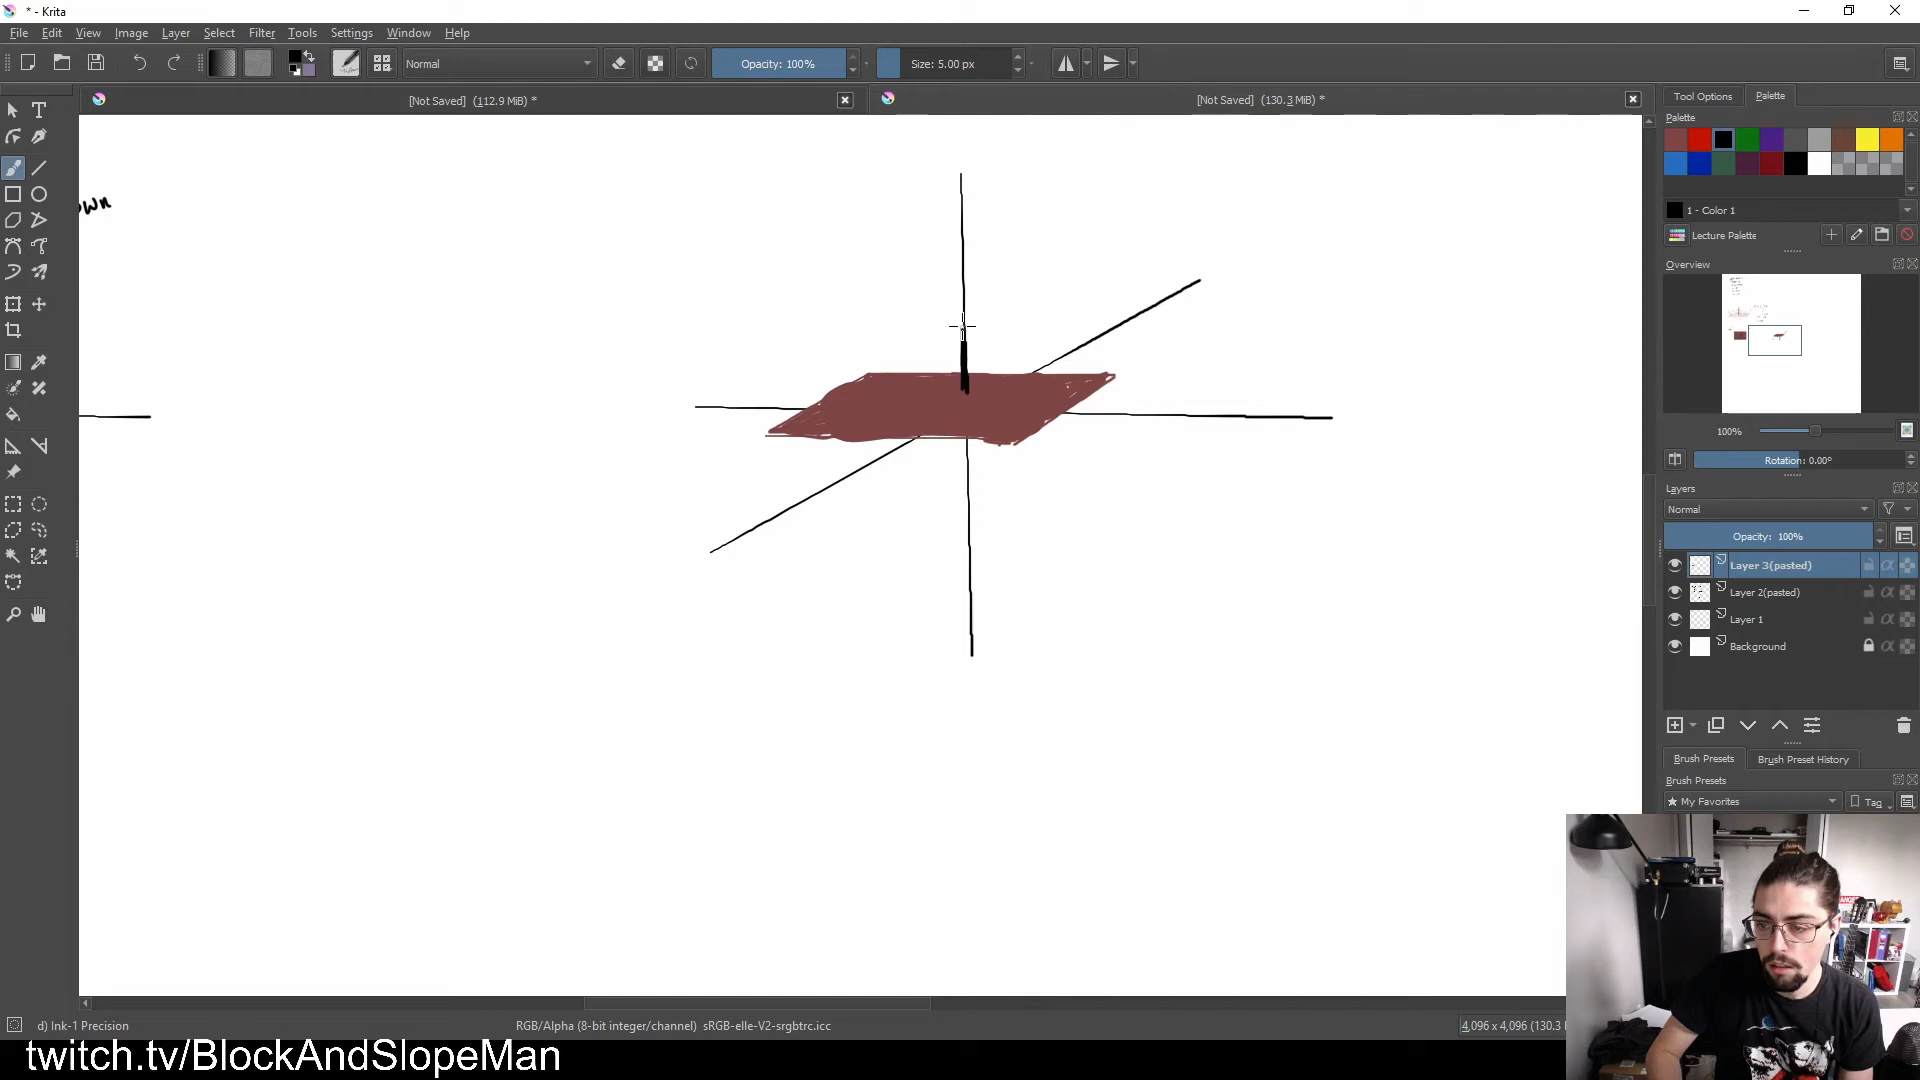 * - Krita
File Edit View Image Layer Select Filter Tools Settings Window Help
Normal Opacity: 100% Size: 5.00 px
[Not Saved] (112.9 MiB) * [Not Saved] (130.3 MiB) *
Tool Options Palette
Palette
1 - Color 1
Lecture Palette
Overview
100%
Rotation: 0.00°
Layers
Normal
Opacity: 100%
Layer 3(pasted)
Layer 2(pasted)
Layer 1
Background
Brush Presets Brush Preset History
Brush Presets
★ My Favorites Tag
own
d) Ink-1 Precision RGB/Alpha (8-bit integer/channel) sRGB-elle-V2-srgbtrc.icc 4,096 x 4,096 (130.3
twitch.tv/BlockAndSlopeMan